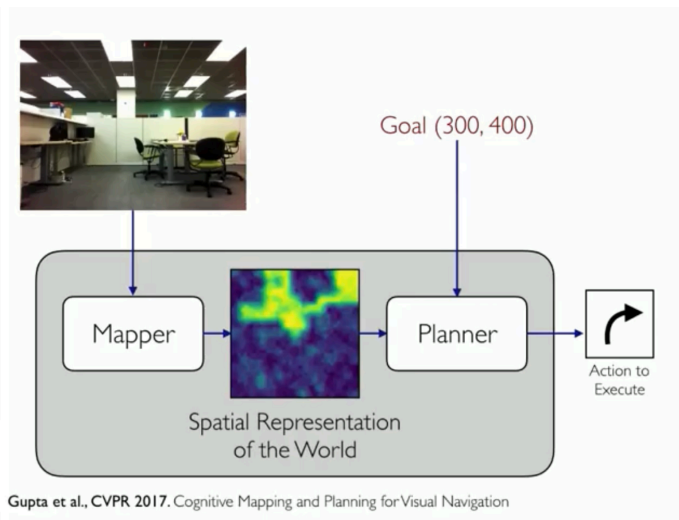 Goal (300, 400)
Mapper
Planner
Spatial Representation
of the World
Action to
Execute
Gupta et al., CVPR 2017. Cognitive Mapping and Planning for Visual Navigation